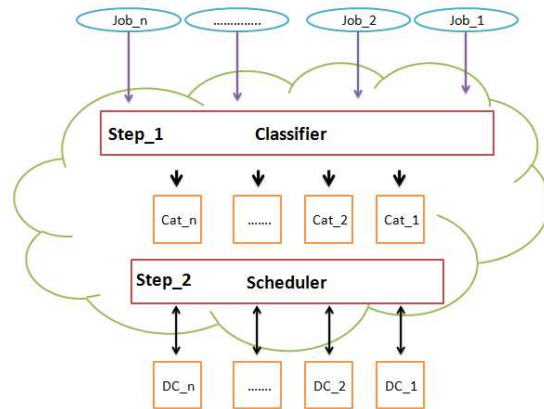 Job_n ............. Job_2 Job_1
Step_1 Classifier
Cat_n ....... Cat_2 Cat_1
Step_2 Scheduler
DC_n ....... DC_2 DC_1